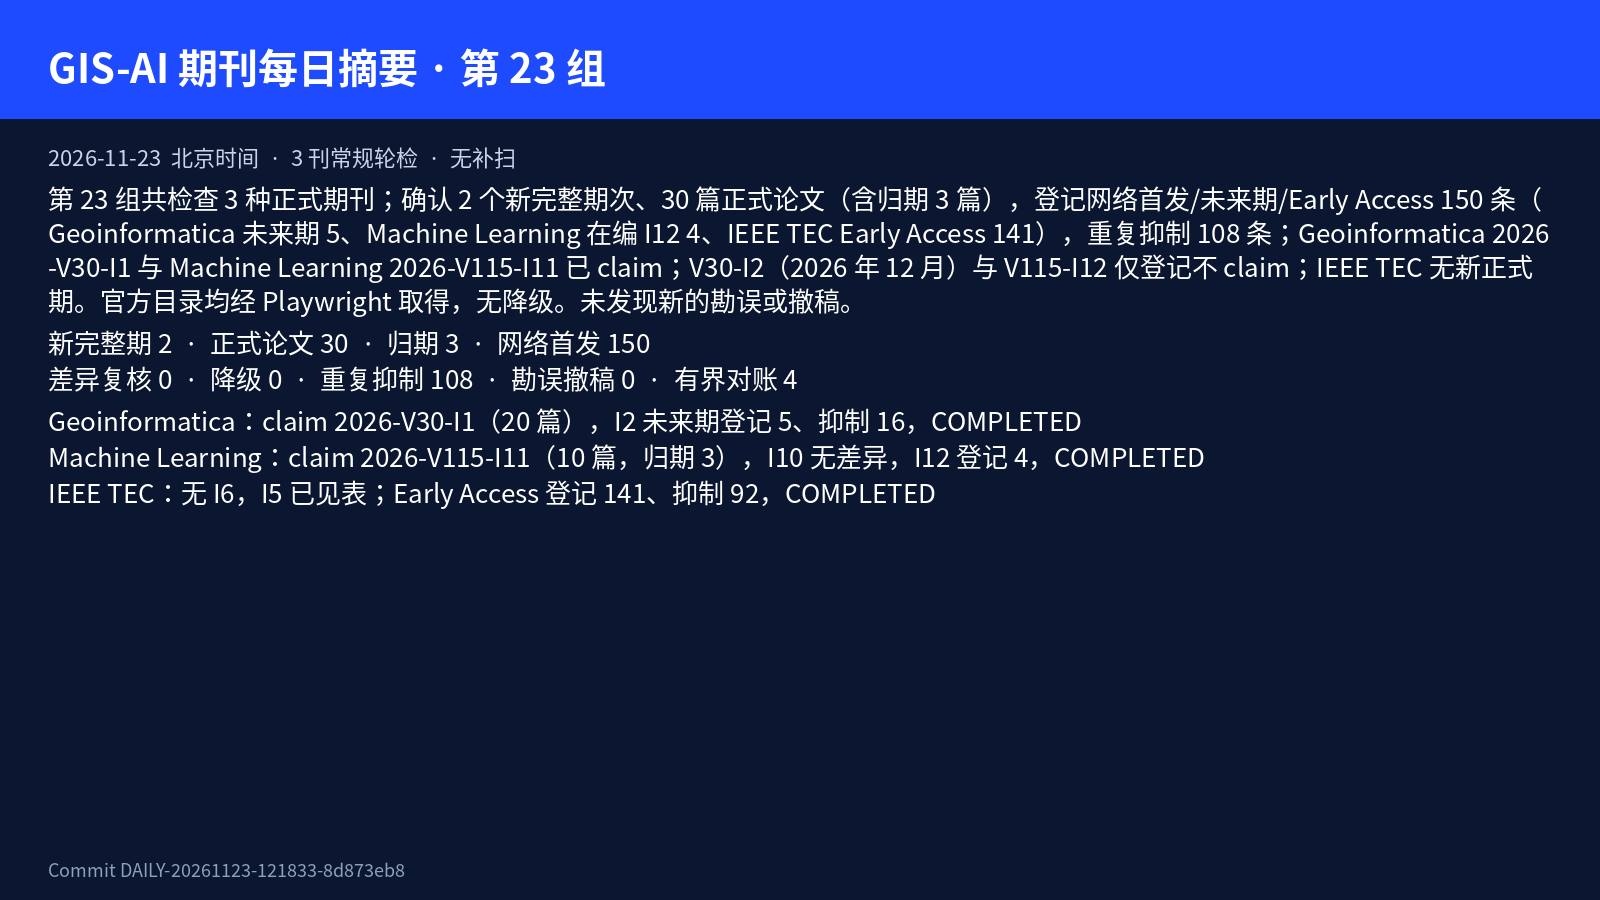 GIS-AI 期刊每日摘要 · 第 23 组
2026-11-23 北京时间 · 3 刊常规轮检 · 无补扫
第 23 组共检查 3 种正式期刊；确认 2 个新完整期次、30 篇正式论文（含归期 3 篇），登记网络首发/未来期/Early Access 150 条（
Geoinformatica 未来期 5、Machine Learning 在编 I12 4、IEEE TEC Early Access 141），重复抑制 108 条；Geoinformatica 2026
-V30-I1 与 Machine Learning 2026-V115-I11 已 claim；V30-I2（2026 年 12 月）与 V115-I12 仅登记不 claim；IEEE TEC 无新正式
期。官方目录均经 Playwright 取得，无降级。未发现新的勘误或撤稿。
新完整期 2 · 正式论文 30 · 归期 3 · 网络首发 150
差异复核 0 · 降级 0 · 重复抑制 108 · 勘误撤稿 0 · 有界对账 4
Geoinformatica：claim 2026-V30-I1（20 篇），I2 未来期登记 5、抑制 16，COMPLETED
Machine Learning：claim 2026-V115-I11（10 篇，归期 3），I10 无差异，I12 登记 4，COMPLETED
IEEE TEC：无 I6，I5 已见表；Early Access 登记 141、抑制 92，COMPLETED
Commit DAILY-20261123-121833-8d873eb8